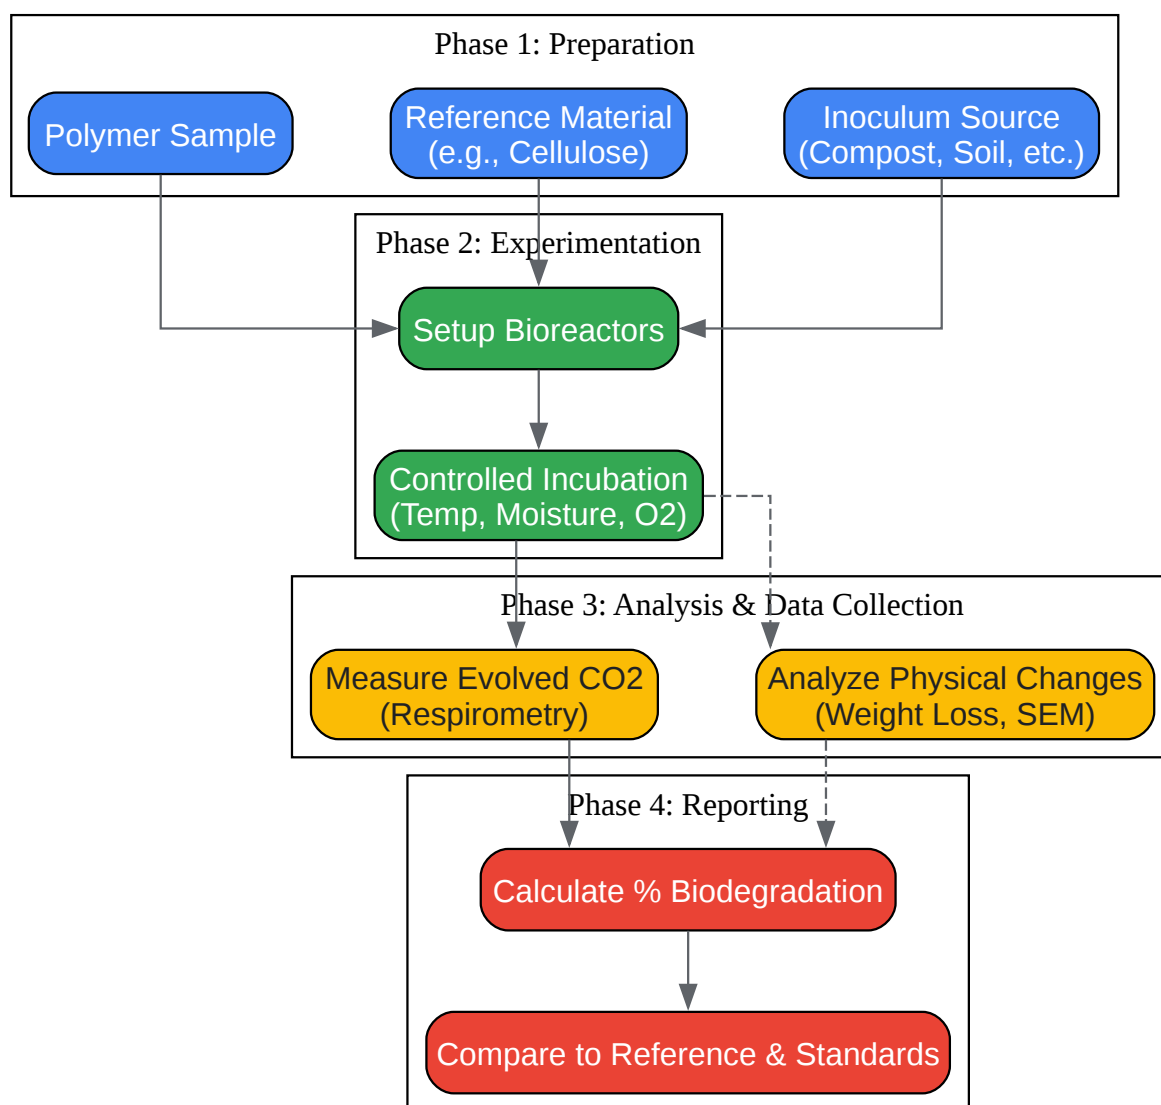 Phase 1: Preparation
Polymer Sample
Reference Material
(e.g., Cellulose)
Inoculum Source
(Compost, Soil, etc.)
Phase 2: Experimentation
Setup Bioreactors
Controlled Incubation
(Temp, Moisture, O2)
Phase 3: Analysis & Data Collection
Measure Evolved CO2
(Respirometry)
Analyze Physical Changes
(Weight Loss, SEM)
Phase 4: Reporting
Calculate % Biodegradation
Compare to Reference & Standards